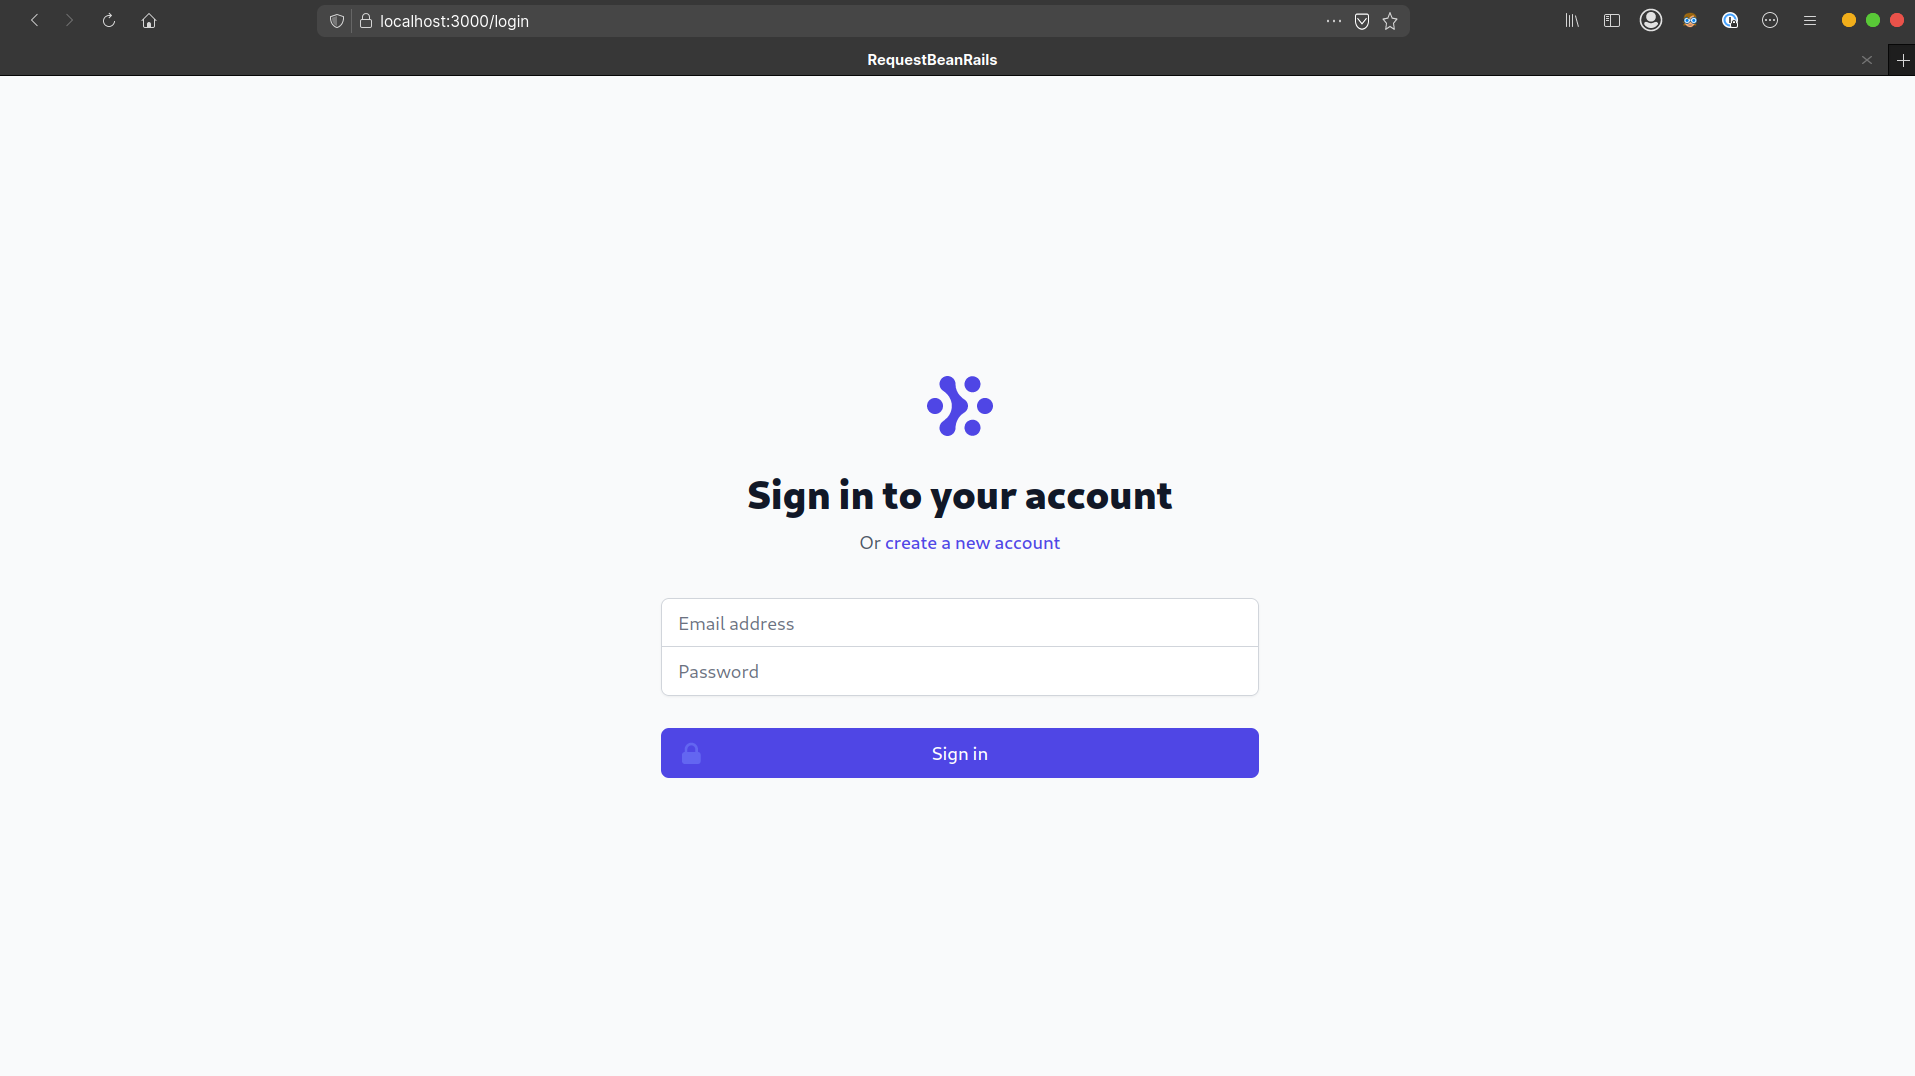 localhost:3000/login
RequestBeanRails
Sign in to your account
Or create a new account
Email address
Password
Sign in